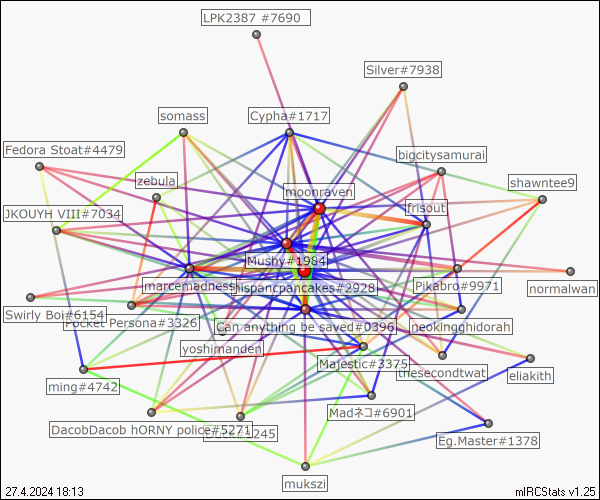 LPK2387 #7690
Silver#7938
somass
Cypha#1717
Fedora Stoat#4479
bigcitysamurai
zebula
moonraven
shawntee9
JKOUYH VIII#7034
frisout
Mushy#1984
marcemadness
hispancpancakes#2928
Pikabro#9971
normalwan
Swirly Boi#6154
Pocket Persona#3326
Can anything be saved#0396
neokingghidorah
yoshimanden
Majestic#3375
thesecondtwat
eliakith
ming#4742
Madネコ#6901
DacobDacob hORNY police#5271
#1245
Eg.Master#1378
mukszi
27.4.2024 18:13
mIRCStats v1.25